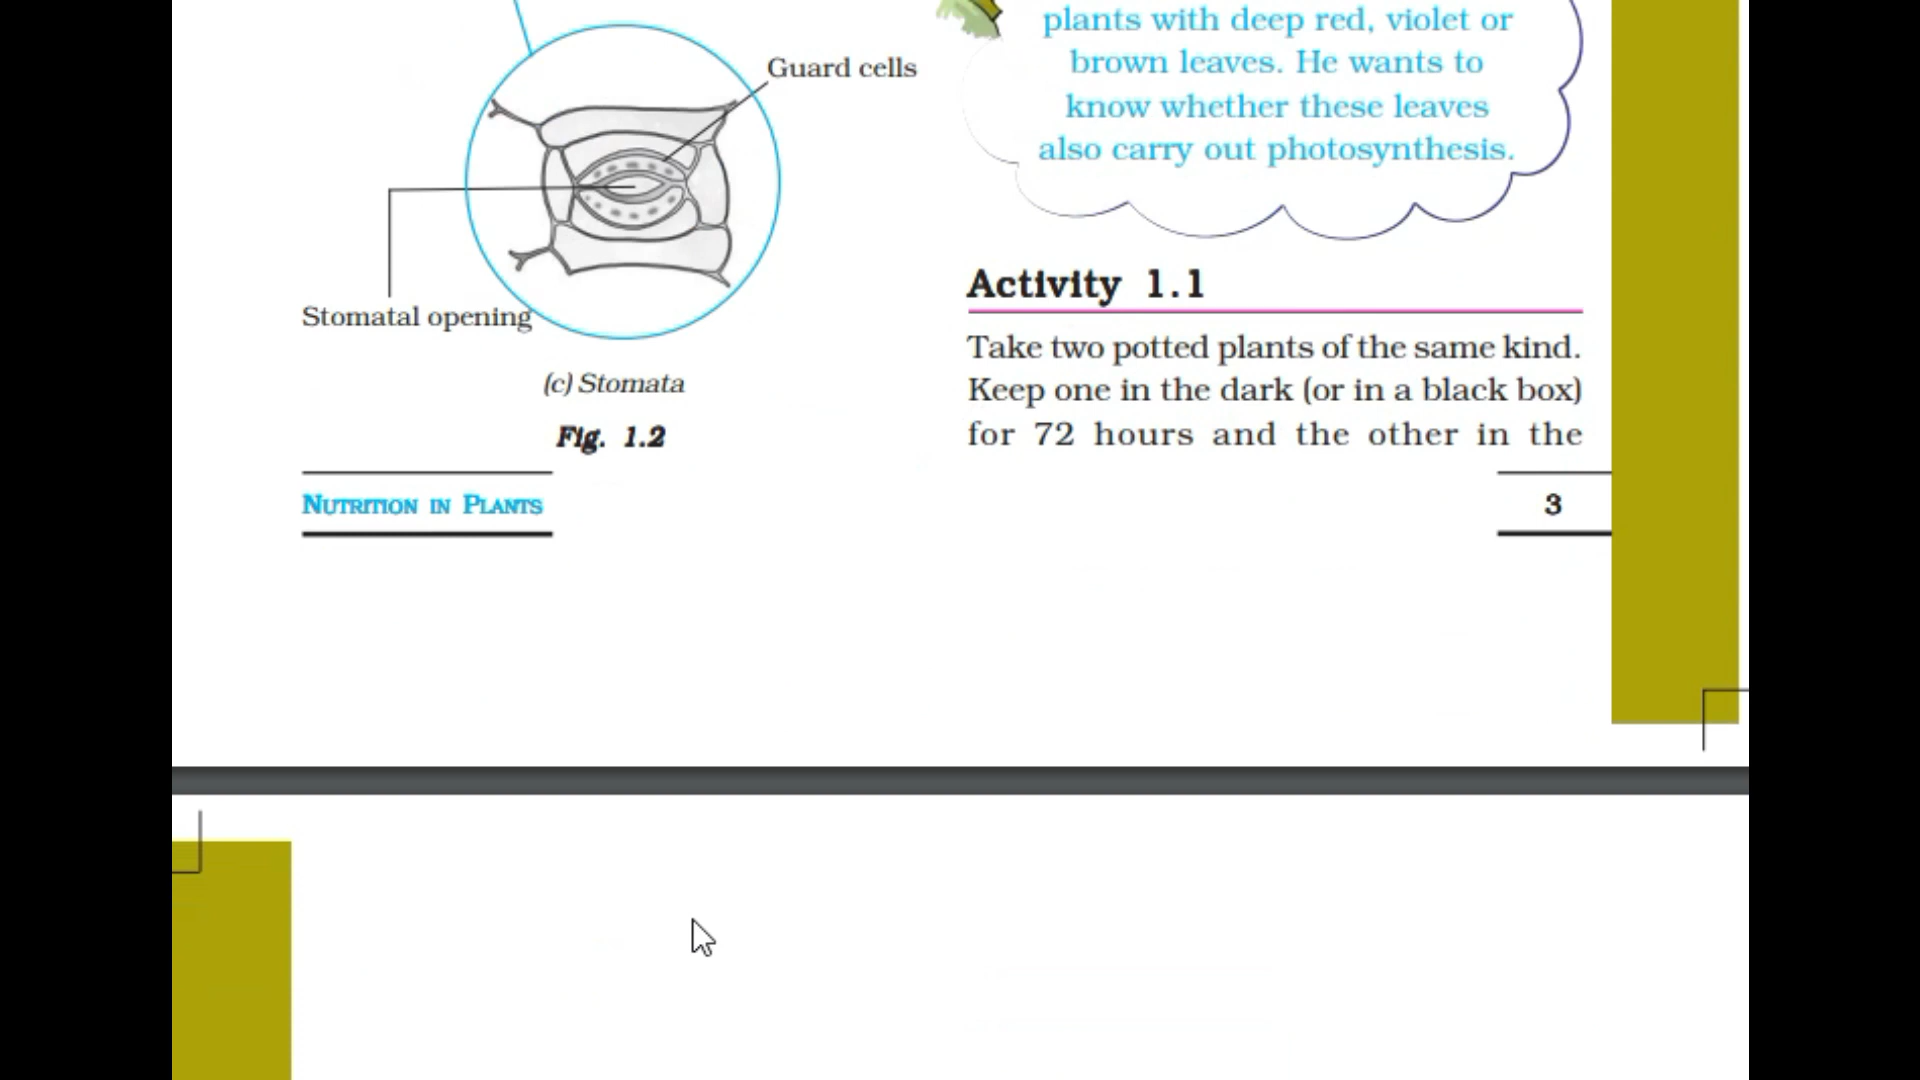 Guard cells
Stomatal opening
(c) Stomata
Fig. 1.2
plants with deep red, violet or
brown leaves. He wants to
know whether these leaves
also carry out photosynthesis.
Activity 1.1
Take two potted plants of the same kind.
Keep one in the dark (or in a black box)
for 72 hours and the other in the
NUTRITION IN PLANTS
3